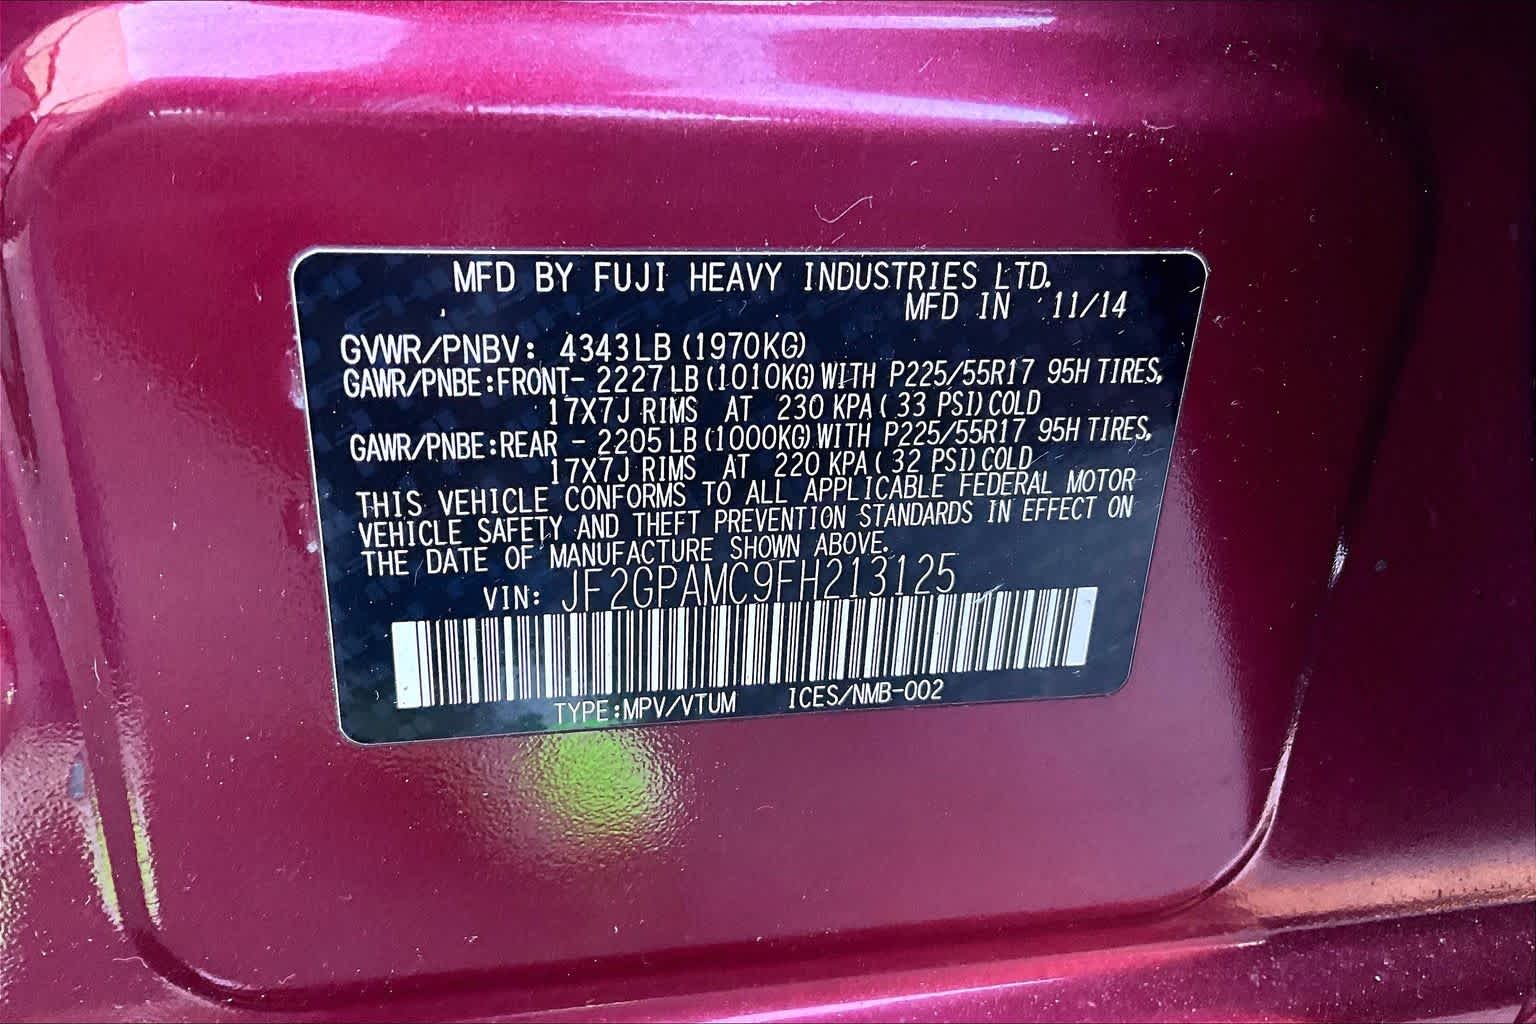 MFD BY FUJI HEAVY INDUSTRIES LTD.
MFD IN 11/14
GVWR/PNBV: 4343LB (1970KG)
GAWR/PNBE:FRONT- 2227LB (1010KG) WITH P225/55R17 95H TIRES,
17X7J RIMS AT 230 KPA( 33 PSI) COLD
GAWR/PNBE:REAR - 2205LB (1000KG) WITH P225/55R17 95H TIRES,
17X7J RIMS AT 220 KPA( 32 PSI) COLD
THIS VEHICLE CONFORMS TO ALL APPLICABLE FEDERAL MOTOR
VEHICLE SAFETY AND THEFT PREVENTION STANDARDS IN EFFECT ON
THE DATE OF MANUFACTURE SHOWN ABOVE.
VIN: JF2GPAMC9FH213125
TYPE:MPV/VTUM ICES/NMB-002